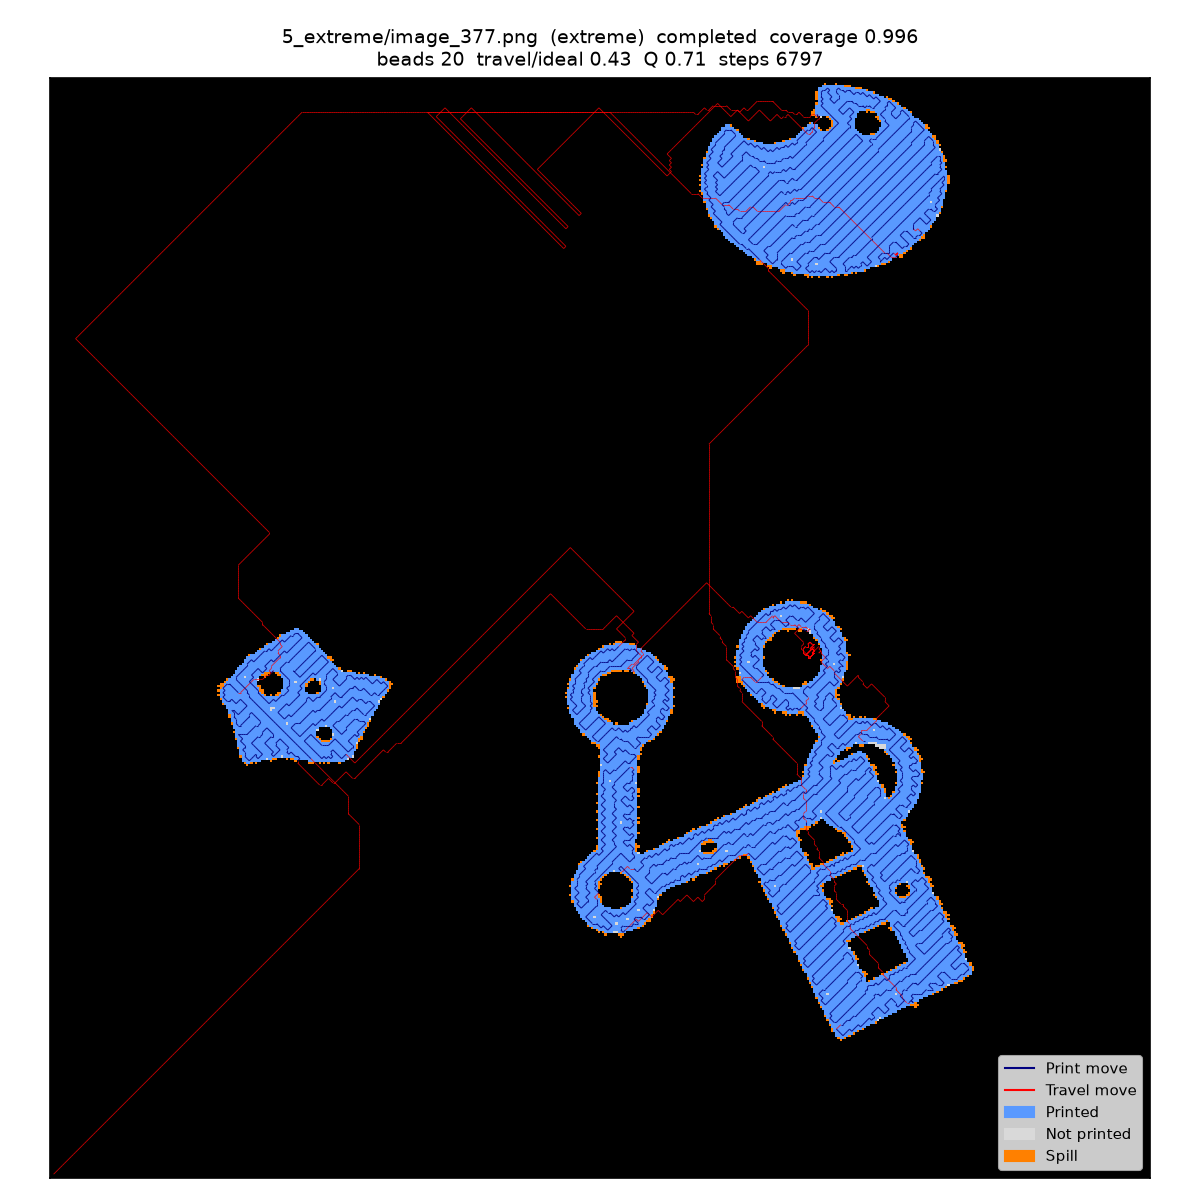 5_extreme/image_377.png  (extreme)  completed  coverage 0.996
beads 20  travel/ideal 0.43  Q 0.71  steps 6797
Print move
Travel move
Printed
Not printed
Spill